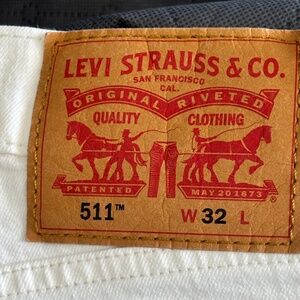 LEVI STRAUSS & CO.
SAN FRANCISCO
CAL.
ORIGINAL RIVETED
QUALITY CLOTHING
PATENTED MAY 20 1873
®
511™ W 32 L